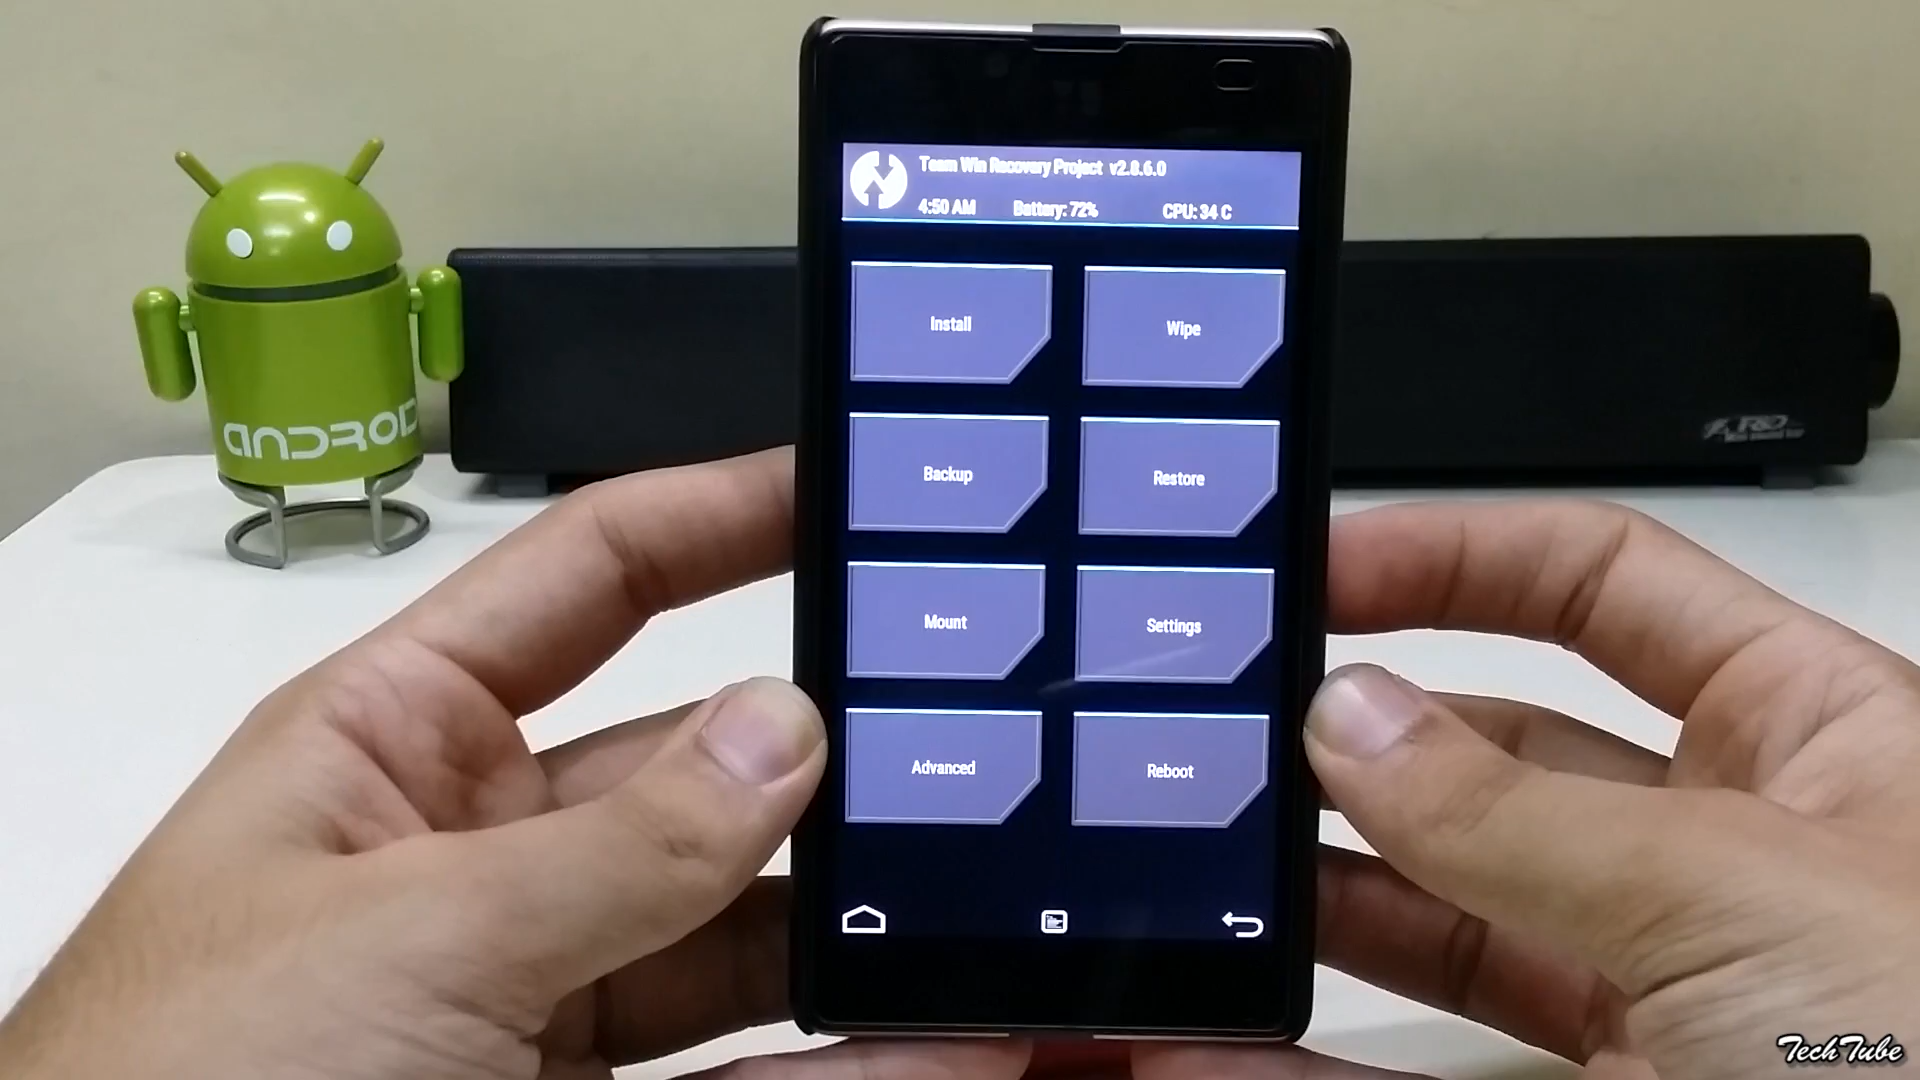 Team Win Recovery Project v2.8.6.0
4:50 AM Battery: 72% CPU: 34 C
Install Wipe
Backup Restore
Mount Settings
Advanced Reboot
ANDROID
F&D
TechTube